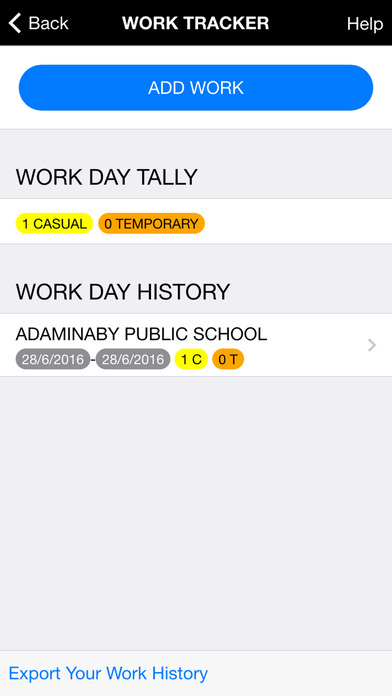 Back WORK TRACKER Help
ADD WORK
WORK DAY TALLY
1 CASUAL 0 TEMPORARY
WORK DAY HISTORY
ADAMINABY PUBLIC SCHOOL
28/6/2016-28/6/2016 1 C 0 T
Export Your Work History